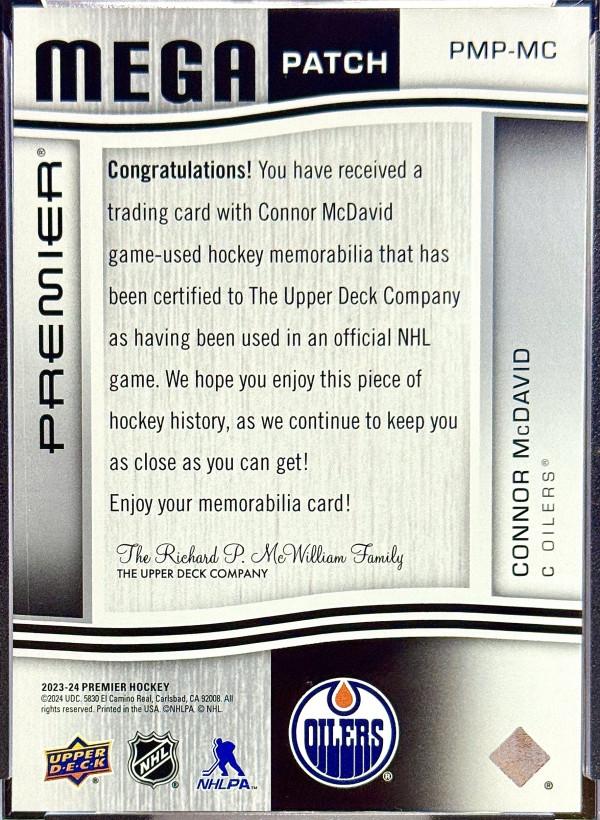 MEGA PATCH PMP-MC
PREMIER®
Congratulations! You have received a
trading card with Connor McDavid
game-used hockey memorabilia that has
been certified to The Upper Deck Company
as having been used in an official NHL
game. We hope you enjoy this piece of
hockey history, as we continue to keep you
as close as you can get!
Enjoy your memorabilia card!
The Richard P. McWilliam Family
THE UPPER DECK COMPANY
CONNOR McDAVID
C OILERS®
2023-24 PREMIER HOCKEY
©2024 UDC. 5830 El Camino Real, Carlsbad, CA 92008. All
rights reserved. Printed in the USA. ©NHLPA. © NHL.
UPPER
D·E·C·K ®
NHL ®
NHLPA™
OILERS ®
®